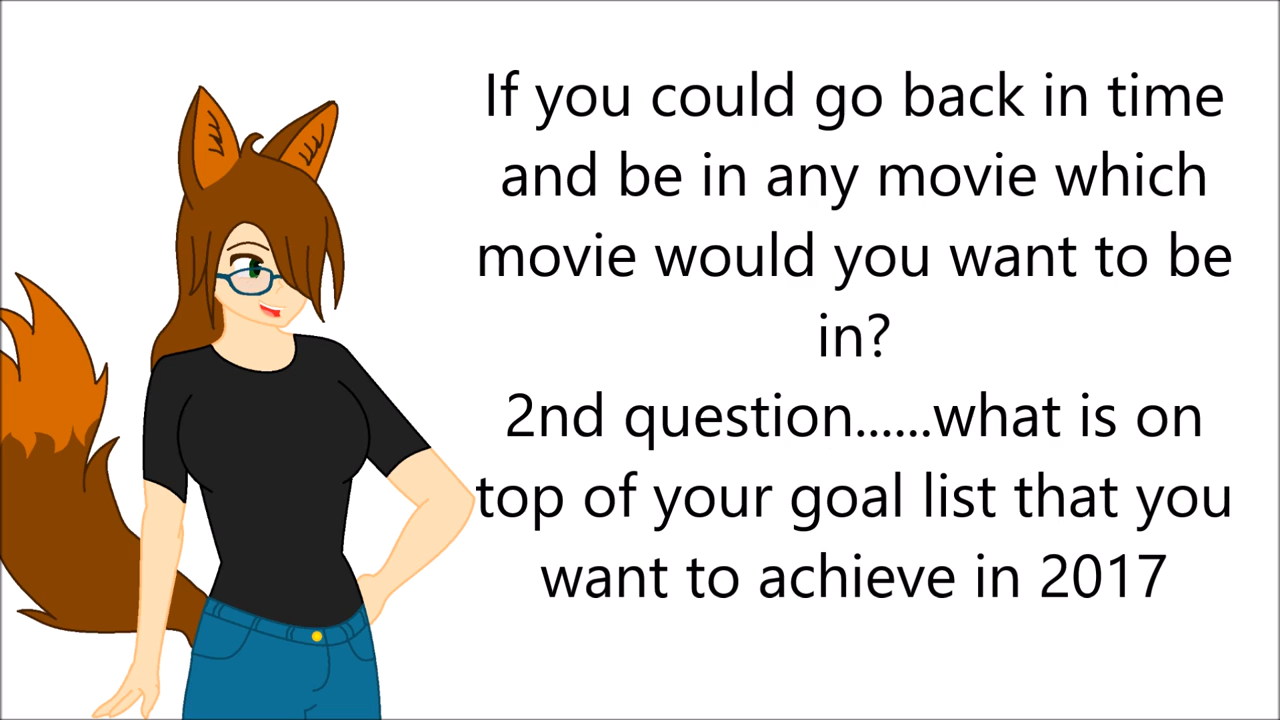 If you could go back in time
and be in any movie which
movie would you want to be
in?
2nd question......what is on
top of your goal list that you
want to achieve in 2017